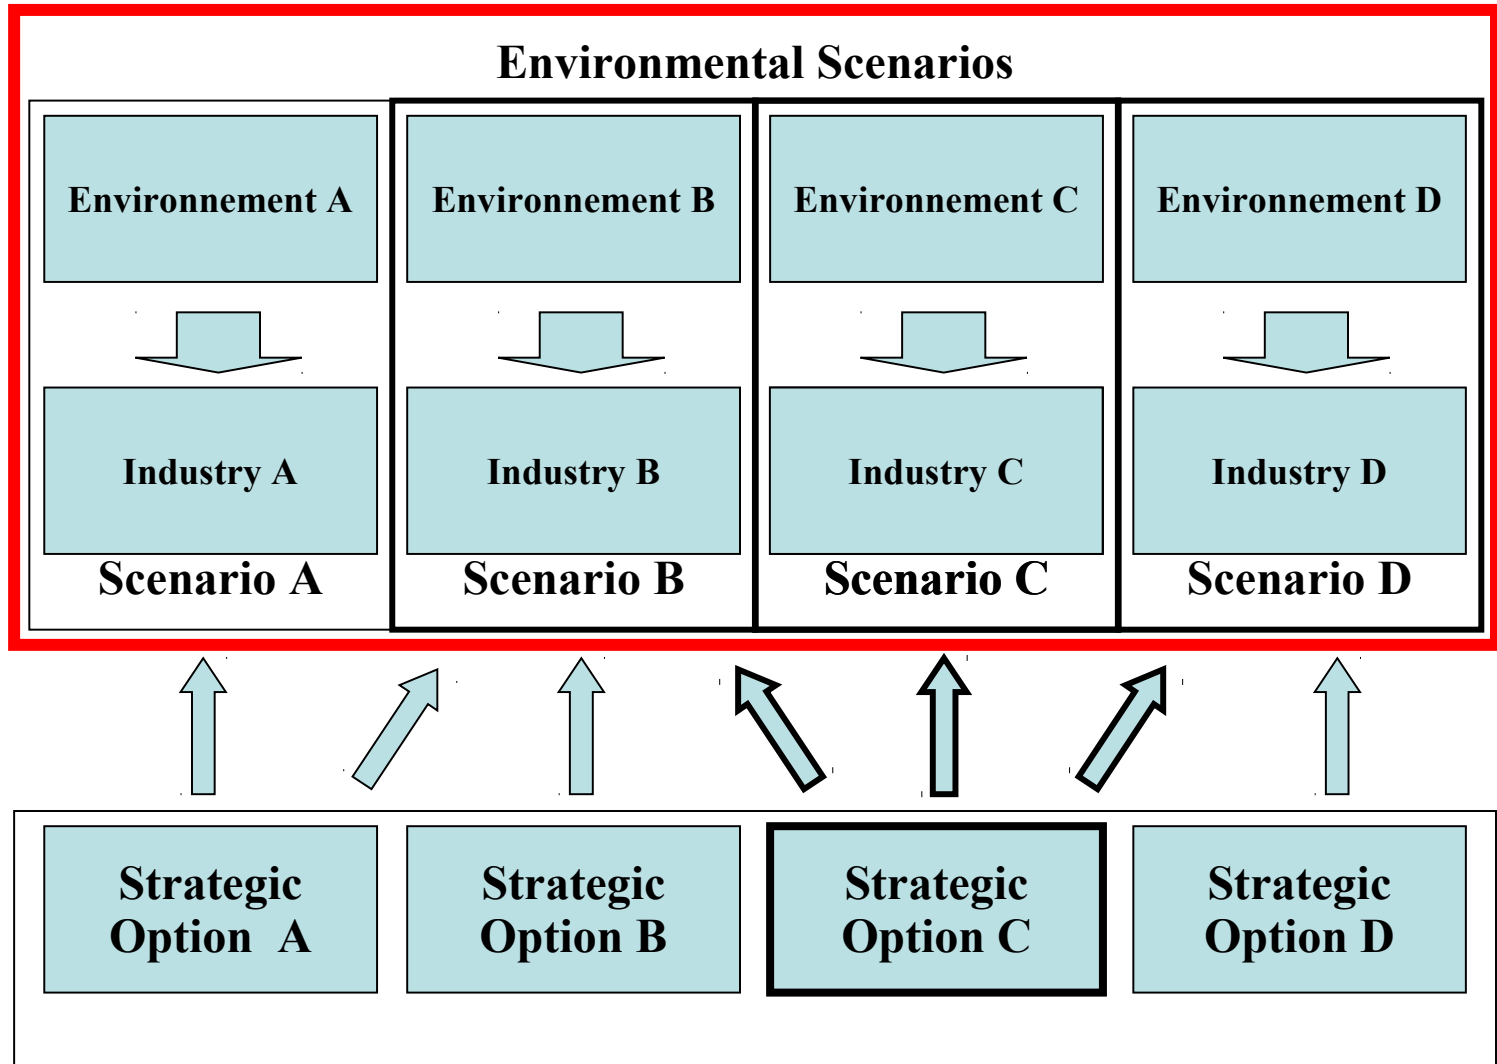 Environmental Scenarios
Environnement A
Environnement B
Environnement C
Environnement D
Industry A
Industry B
Industry C
Industry D
Scenario A
Scenario B
Scenario C
Scenario D
Strategic
Option A
Strategic
Option B
Strategic
Option C
Strategic
Option D